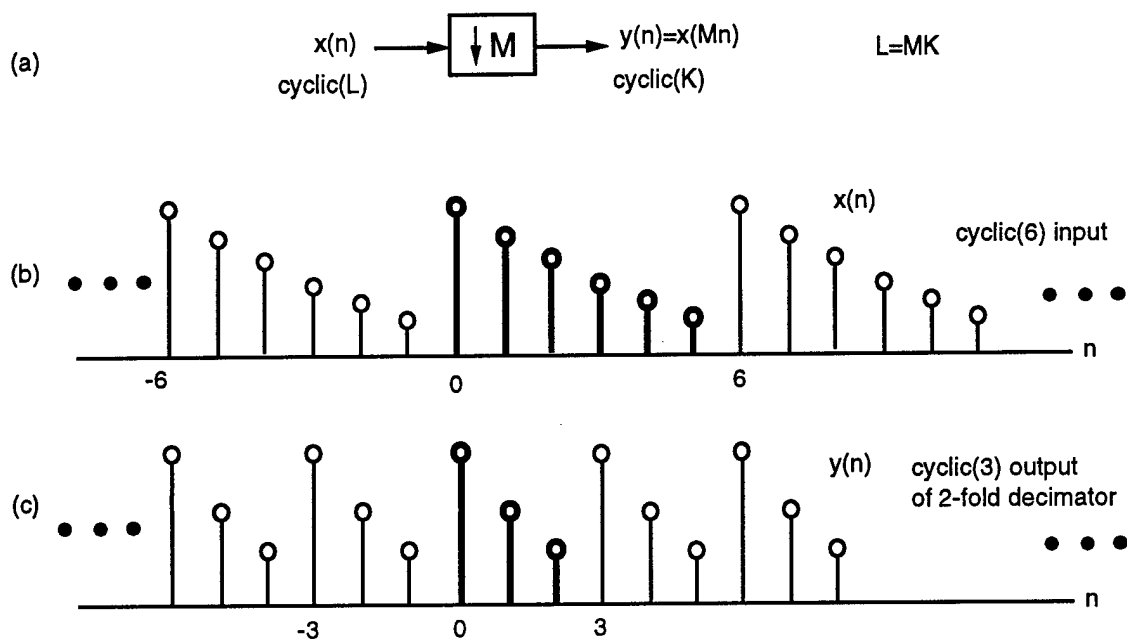 (a)
x(n)
cyclic(L)
↓M
y(n)=x(Mn)
cyclic(K)
L=MK
(b)
x(n)
cyclic(6) input
n
-6
0
6
(c)
y(n)
cyclic(3) output
of 2-fold decimator
n
-3
0
3